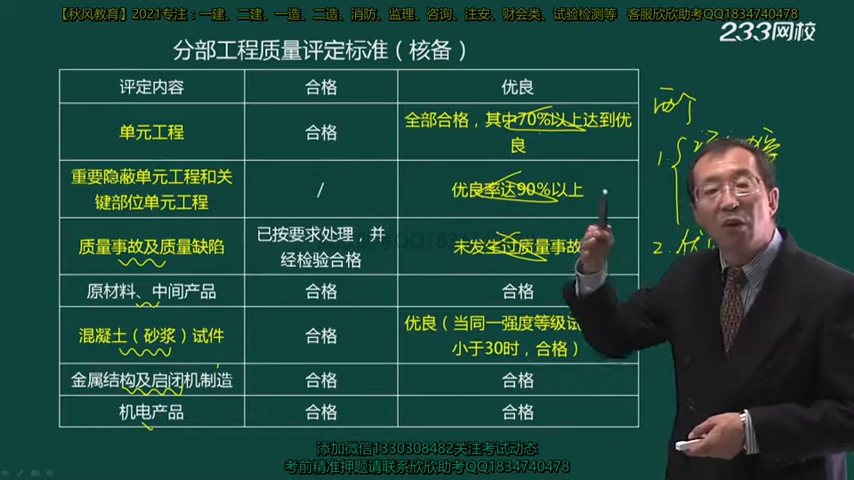 【秋风教育】2021专注：一建、二建、一造、二造、消防、监理、咨询、注安、财会类、试验检测等 客服欣欣助考QQ1834740478
233网校
分部工程质量评定标准（核备）
评定内容 合格 优良
单元工程 合格 全部合格，其中70%以上达到优
良
重要隐蔽单元工程和关
键部位单元工程 / 优良率达90%以上
质量事故及质量缺陷 已按要求处理，并
经检验合格 未发生过质量事故
原材料、中间产品 合格 合格
混凝土（砂浆）试件 合格 优良（当同一强度等级试
小于30时，合格）
金属结构及启闭机制造 合格 合格
机电产品 合格 合格
两个
1.
2.优
添加微信1330308482关注考试动态
考前精准押题请联系欣欣助考QQ1834740478